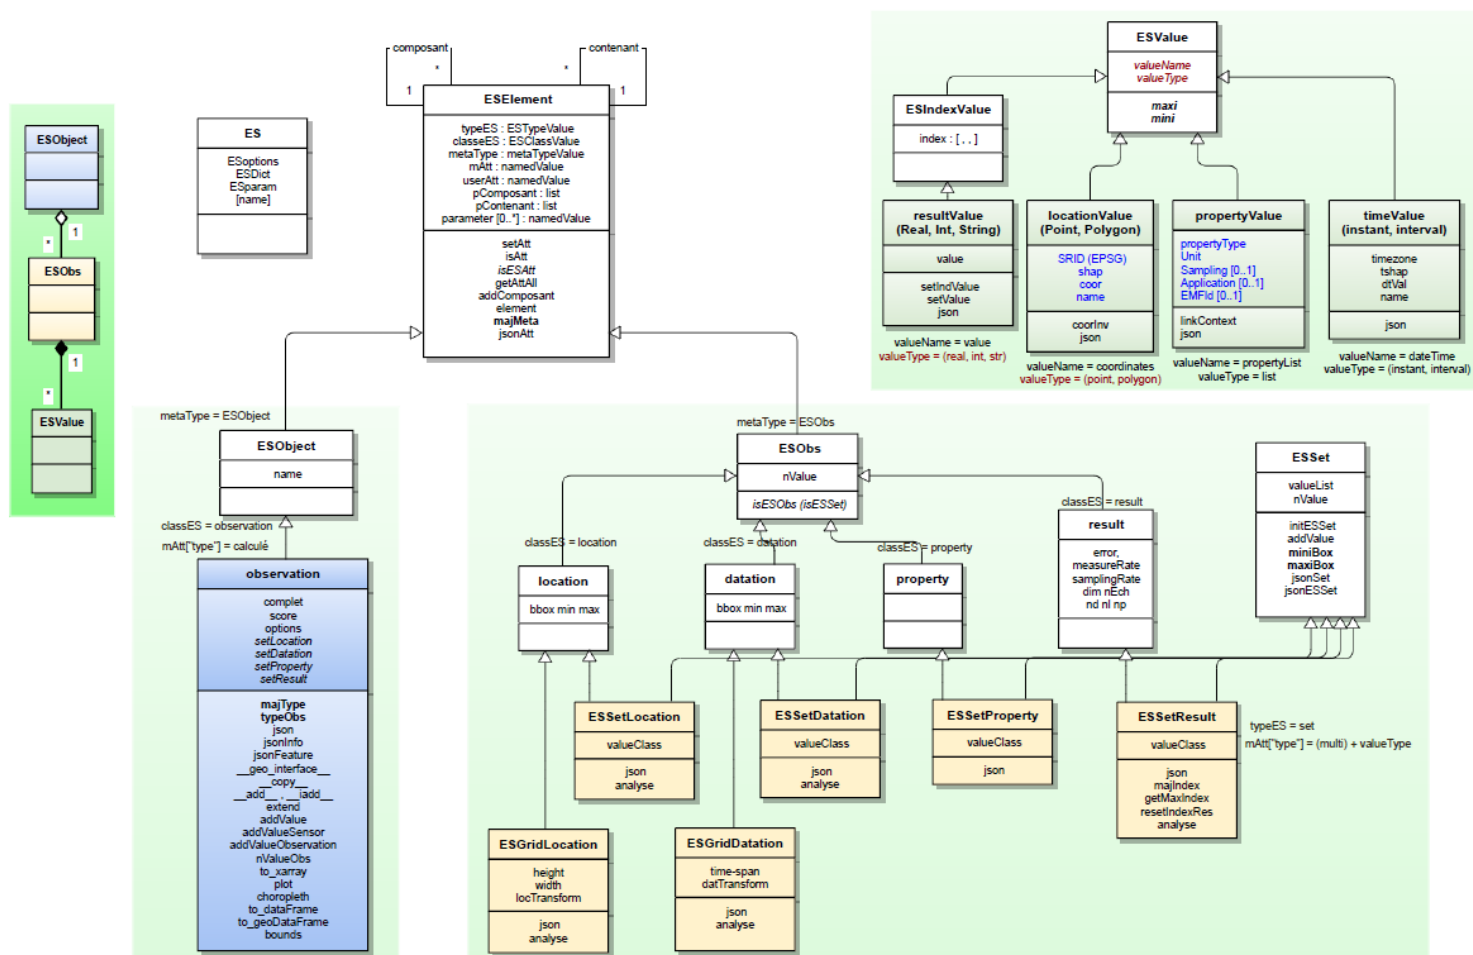 ESObject
1
*
ESObs
1
*
ESValue
ES
ESoptions
ESDict
ESparam
[name]
composant
*
1
contenant
*
1
ESElement
typeES : ESTypeValue
classeES : ESClassValue
metaType : metaTypeValue
mAtt : namedValue
userAtt : namedValue
pComposant : list
pContenant : list
parameter [0..*] : namedValue
setAtt
isAtt
isESAtt
getAttAll
addComposant
element
majMeta
jsonAtt
ESValue
valueName
valueType
maxi
mini
ESIndexValue
index : [ , , ]
resultValue
(Real, Int, String)
value
setIndValue
setValue
json
valueName = value
valueType = (real, int, str)
locationValue
(Point, Polygon)
SRID (EPSG)
shap
coor
name
coorInv
json
valueName = coordinates
valueType = (point, polygon)
propertyValue
propertyType
Unit
Sampling [0..1]
Application [0..1]
EMFId [0..1]
linkContext
json
valueName = propertyList
valueType = list
timeValue
(instant, interval)
timezone
tshap
dtVal
name
json
valueName = dateTime
valueType = (instant, interval)
metaType = ESObject
ESObject
name
classES = observation
mAtt["type"] = calculé
observation
complet
score
options
setLocation
setDatation
setProperty
setResult
majType
typeObs
json
jsonInfo
jsonFeature
__geo_interface__
__copy__
__add__ , __iadd__
extend
addValue
addValueSensor
addValueObservation
nValueObs
to_xarray
plot
choropleth
to_dataFrame
to_geoDataFrame
bounds
metaType = ESObs
ESObs
nValue
isESObs (isESSet)
classES = location
location
bbox min max
classES = datation
datation
bbox min max
classES = property
property
classES = result
result
error,
measureRate
samplingRate
dim nEch
nd nl np
ESSet
valueList
nValue
initESSet
addValue
miniBox
maxiBox
jsonSet
jsonESSet
ESSetLocation
valueClass
json
analyse
ESSetDatation
valueClass
json
analyse
ESSetProperty
valueClass
json
ESSetResult
valueClass
json
majIndex
getMaxIndex
resetIndexRes
analyse
typeES = set
mAtt["type"] = (multi) + valueType
ESGridLocation
height
width
locTransform
json
analyse
ESGridDatation
time-span
datTransform
json
analyse